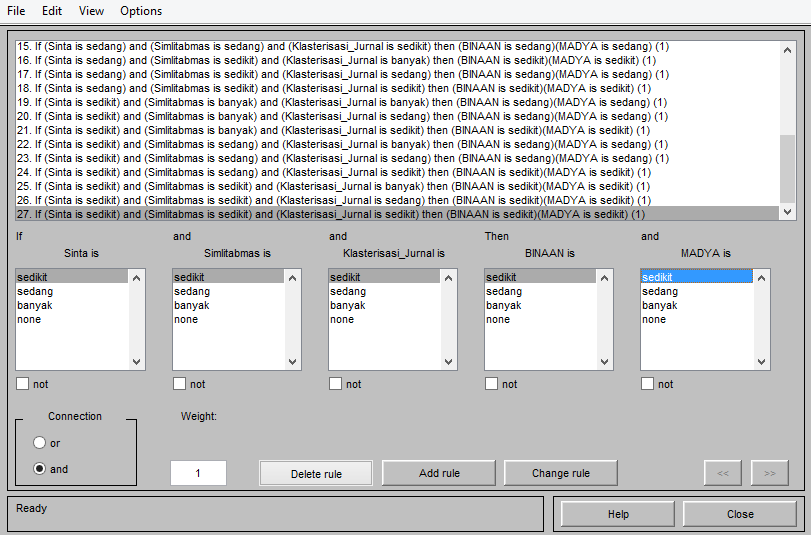 File Edit View Options
15. If (Sinta is sedang) and (Simlitabmas is sedang) and (Klasterisasi_Jurnal is sedikit) then (BINAAN is sedang)(MADYA is sedang) (1)
16. If (Sinta is sedang) and (Simlitabmas is sedikit) and (Klasterisasi_Jurnal is banyak) then (BINAAN is sedikit)(MADYA is sedikit) (1)
17. If (Sinta is sedang) and (Simlitabmas is sedikit) and (Klasterisasi_Jurnal is sedang) then (BINAAN is sedang)(MADYA is sedang) (1)
18. If (Sinta is sedang) and (Simlitabmas is sedikit) and (Klasterisasi_Jurnal is sedikit) then (BINAAN is sedikit)(MADYA is sedikit) (1)
19. If (Sinta is sedikit) and (Simlitabmas is banyak) and (Klasterisasi_Jurnal is banyak) then (BINAAN is sedang)(MADYA is sedang) (1)
20. If (Sinta is sedikit) and (Simlitabmas is banyak) and (Klasterisasi_Jurnal is sedang) then (BINAAN is sedang)(MADYA is sedang) (1)
21. If (Sinta is sedikit) and (Simlitabmas is banyak) and (Klasterisasi_Jurnal is sedikit) then (BINAAN is sedikit)(MADYA is sedikit) (1)
22. If (Sinta is sedikit) and (Simlitabmas is sedang) and (Klasterisasi_Jurnal is banyak) then (BINAAN is sedang)(MADYA is sedang) (1)
23. If (Sinta is sedikit) and (Simlitabmas is sedang) and (Klasterisasi_Jurnal is sedang) then (BINAAN is sedang)(MADYA is sedang) (1)
24. If (Sinta is sedikit) and (Simlitabmas is sedang) and (Klasterisasi_Jurnal is sedikit) then (BINAAN is sedikit)(MADYA is sedikit) (1)
25. If (Sinta is sedikit) and (Simlitabmas is sedikit) and (Klasterisasi_Jurnal is banyak) then (BINAAN is sedikit)(MADYA is sedikit) (1)
26. If (Sinta is sedikit) and (Simlitabmas is sedikit) and (Klasterisasi_Jurnal is sedang) then (BINAAN is sedikit)(MADYA is sedikit) (1)
27. If (Sinta is sedikit) and (Simlitabmas is sedikit) and (Klasterisasi_Jurnal is sedikit) then (BINAAN is sedikit)(MADYA is sedikit) (1)
If and and Then and
Sinta is Simlitabmas is Klasterisasi_Jurnal is BINAAN is MADYA is
sedikit sedikit sedikit sedikit sedikit
sedang sedang sedang sedang sedang
banyak banyak banyak banyak banyak
none none none none none
not not not not not
Connection Weight:
or
and 1 Delete rule Add rule Change rule << >>
Ready Help Close